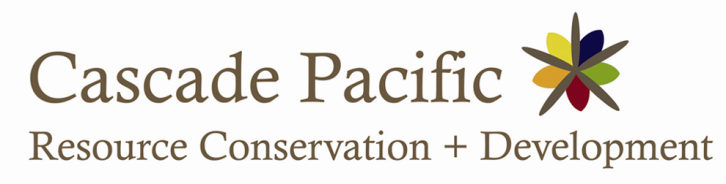 Cascade Pacific
Resource Conservation + Development